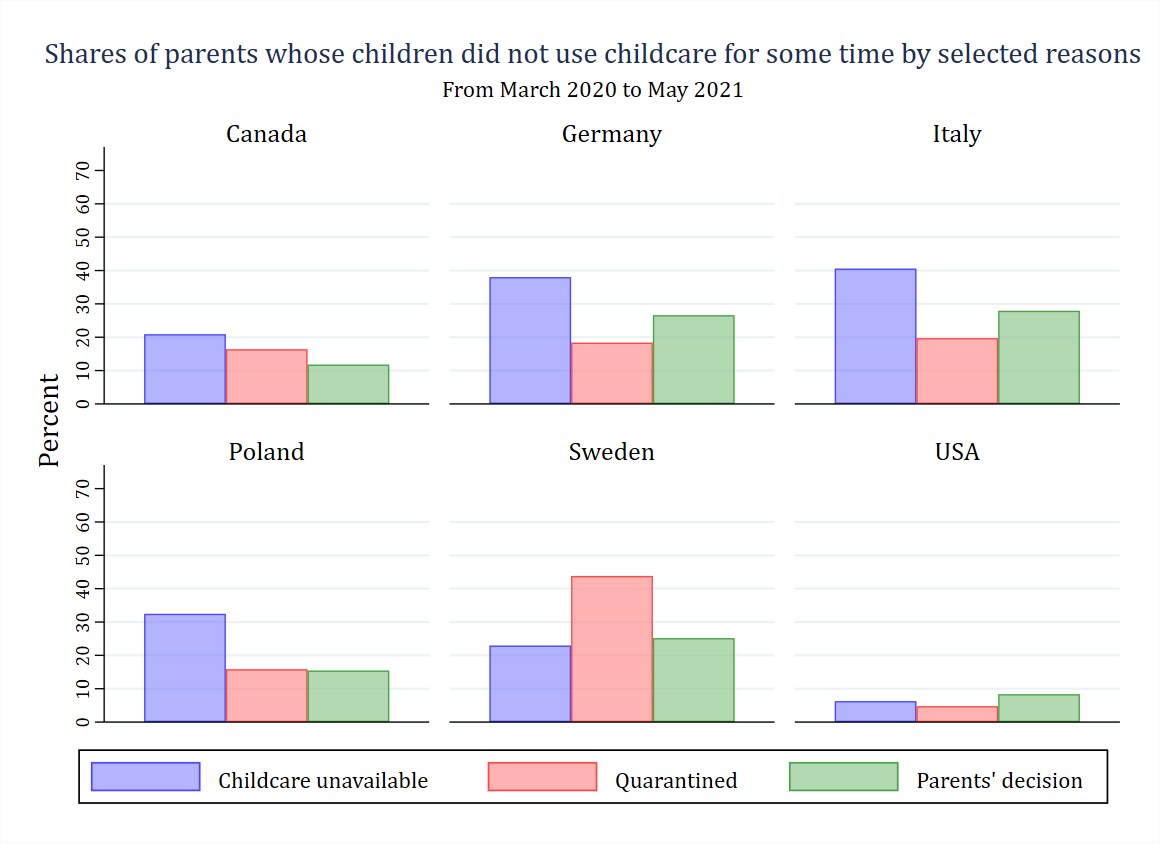 Shares of parents whose children did not use childcare for some time by selected reasons
From March 2020 to May 2021
Canada Germany Italy
70
60
50
40
30
20
10
0
Percent
Poland Sweden USA
70
60
50
40
30
20
10
0
Childcare unavailable Quarantined Parents' decision